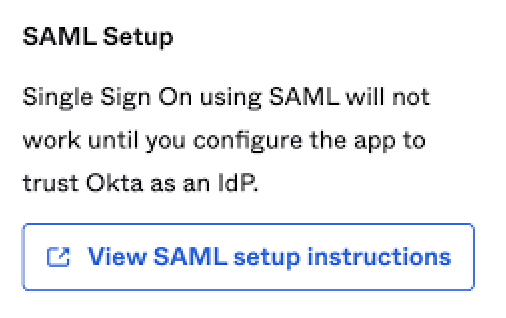 SAML Setup
Single Sign On using SAML will not
work until you configure the app to
trust Okta as an IdP.
View SAML setup instructions